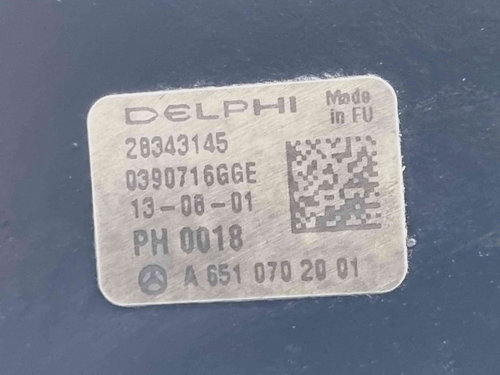 DELPHI
Made
in EU
28343145
0390716GGE
13-06-01
PH 0018
A 651 070 20 01